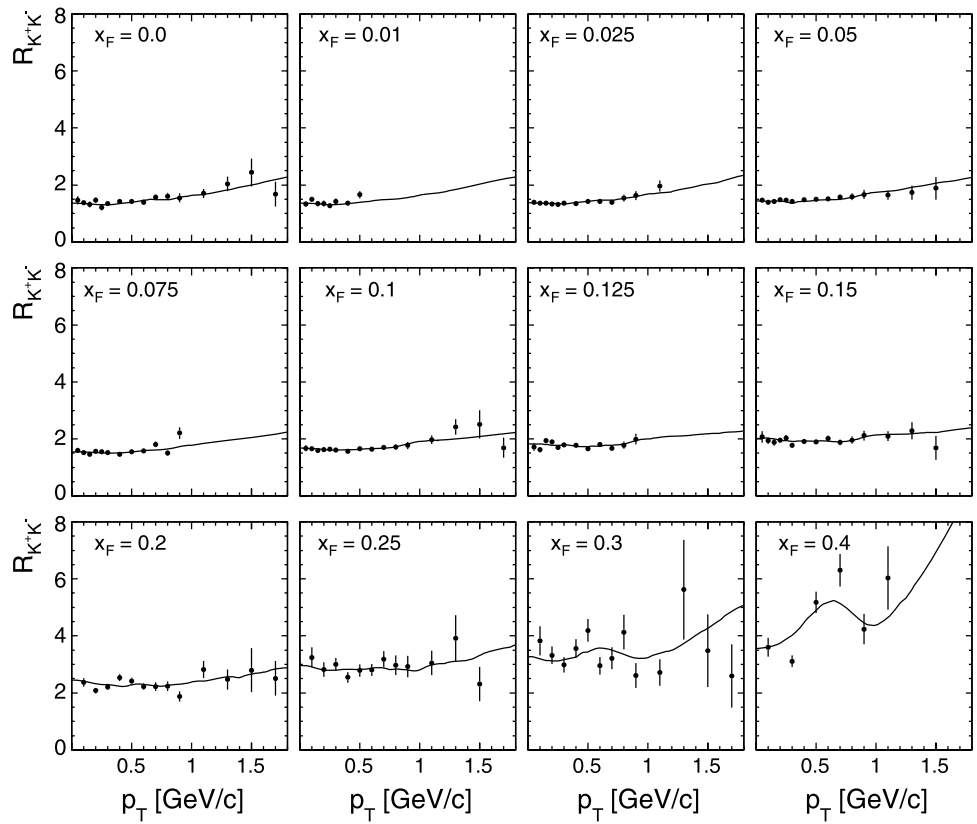 R_{K⁺K⁻}
8
6
4
2
0
x_F = 0.0
x_F = 0.01
x_F = 0.025
x_F = 0.05
R_{K⁺K⁻}
8
6
4
2
0
x_F = 0.075
x_F = 0.1
x_F = 0.125
x_F = 0.15
R_{K⁺K⁻}
8
6
4
2
0
x_F = 0.2
x_F = 0.25
x_F = 0.3
x_F = 0.4
0.5 1 1.5
0.5 1 1.5
0.5 1 1.5
0.5 1 1.5
p_T [GeV/c]
p_T [GeV/c]
p_T [GeV/c]
p_T [GeV/c]